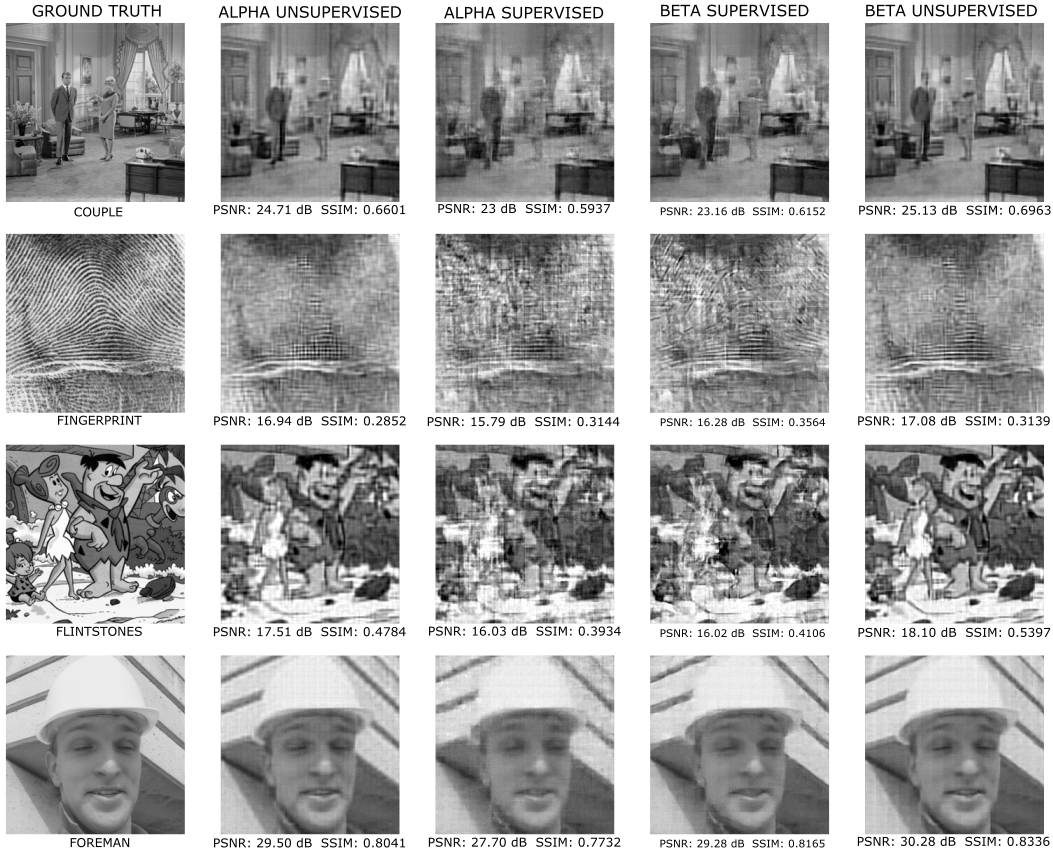 GROUND TRUTH ALPHA UNSUPERVISED ALPHA SUPERVISED BETA SUPERVISED BETA UNSUPERVISED
COUPLE PSNR: 24.71 dB SSIM: 0.6601 PSNR: 23 dB SSIM: 0.5937 PSNR: 23.16 dB SSIM: 0.6152 PSNR: 25.13 dB SSIM: 0.6963
FINGERPRINT PSNR: 16.94 dB SSIM: 0.2852 PSNR: 15.79 dB SSIM: 0.3144 PSNR: 16.28 dB SSIM: 0.3564 PSNR: 17.08 dB SSIM: 0.3139
FLINTSTONES PSNR: 17.51 dB SSIM: 0.4784 PSNR: 16.03 dB SSIM: 0.3934 PSNR: 16.02 dB SSIM: 0.4106 PSNR: 18.10 dB SSIM: 0.5397
FOREMAN PSNR: 29.50 dB SSIM: 0.8041 PSNR: 27.70 dB SSIM: 0.7732 PSNR: 29.28 dB SSIM: 0.8165 PSNR: 30.28 dB SSIM: 0.8336